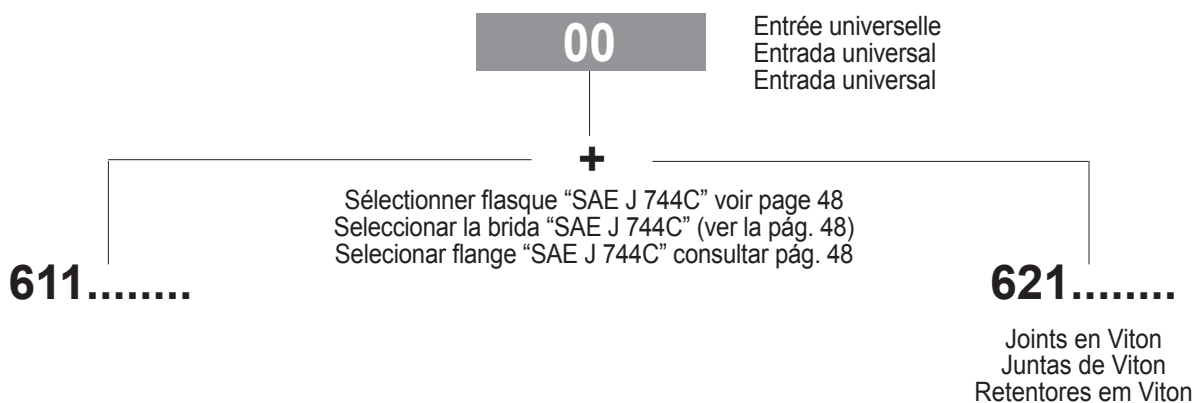 00
Entrée universelle
Entrada universal
Entrada universal
+
Sélectionner flasque “SAE J 744C” voir page 48
Seleccionar la brida “SAE J 744C” (ver la pág. 48)
Selecionar flange “SAE J 744C” consultar pág. 48
611........
621........
Joints en Viton
Juntas de Viton
Retentores em Viton